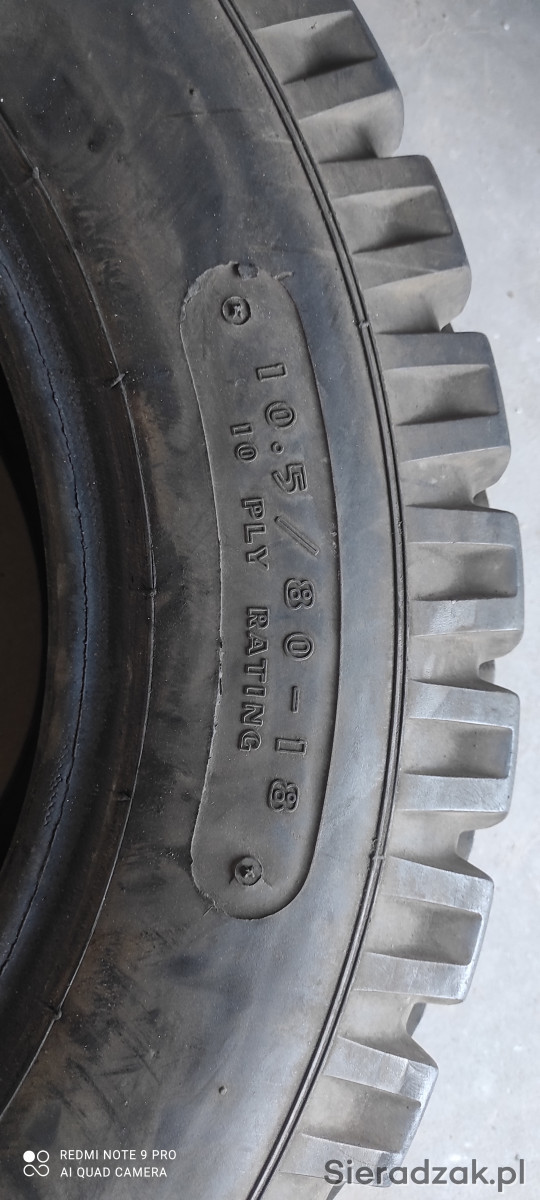 10.5/80-18
10 PLY RATING
REDMI NOTE 9 PRO
AI QUAD CAMERA
Sieradzak.pl